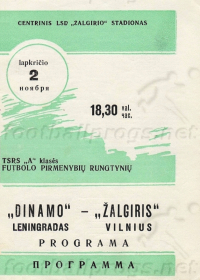 CENTRINIS LSD „ŽALGIRIO" STADIONAS
lapkričio
2
ноября
18,30 val.
час.
TSRS „A" klasės
FUTBOLO PIRMENYBIŲ RUNGTYNIŲ
„DINAMO" – „ŽALGIRIS"
LENINGRADAS VILNIUS
PROGRAMA
ПРОГРАММА